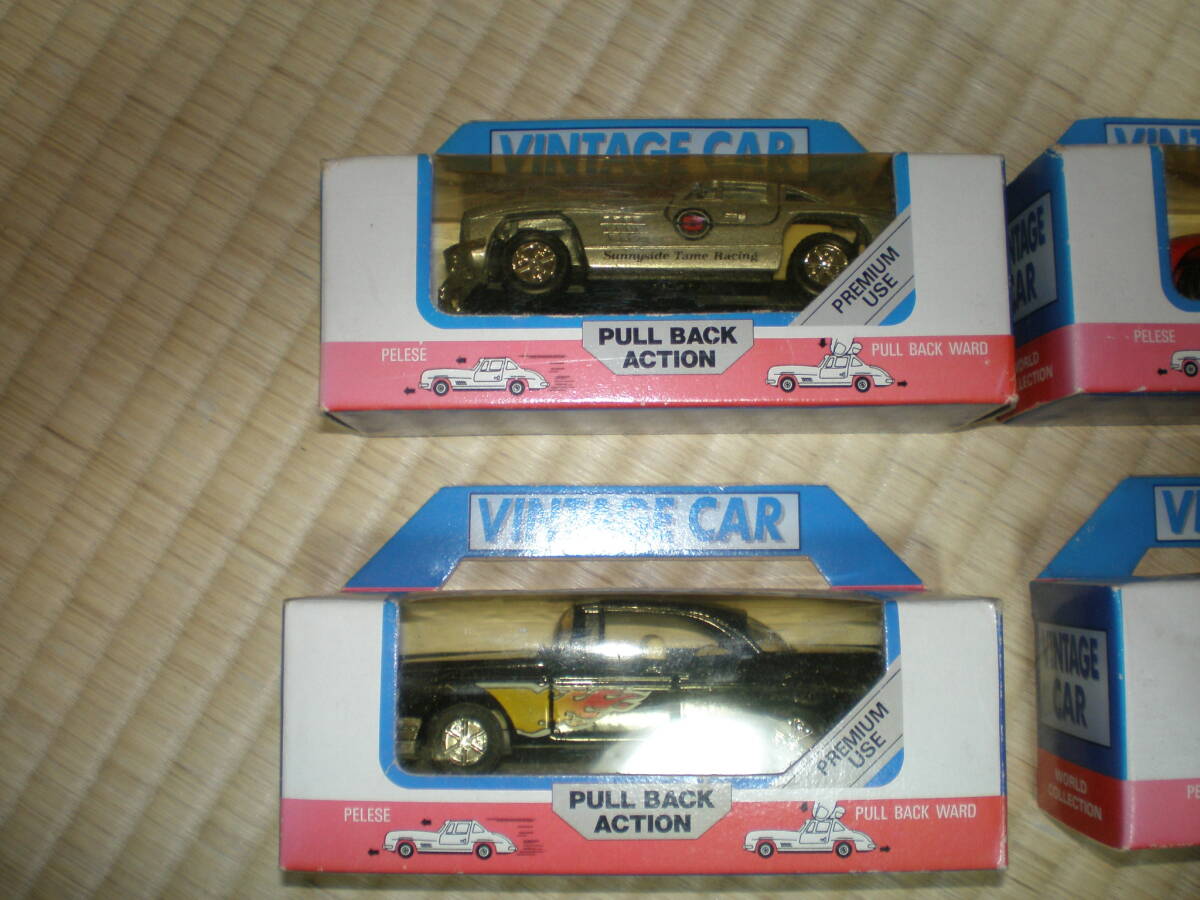 VINTAGE CAR
Sunnyside Tame Racing
PREMIUM
USE
PULL BACK
ACTION
PELESE
PULL BACK WARD
VINTAGE
CAR
WORLD
COLLECTION
PELESE
VINTAGE CAR
PREMIUM
USE
PULL BACK
ACTION
PELESE
PULL BACK WARD
VINTAGE
CAR
WORLD
COLLECTION